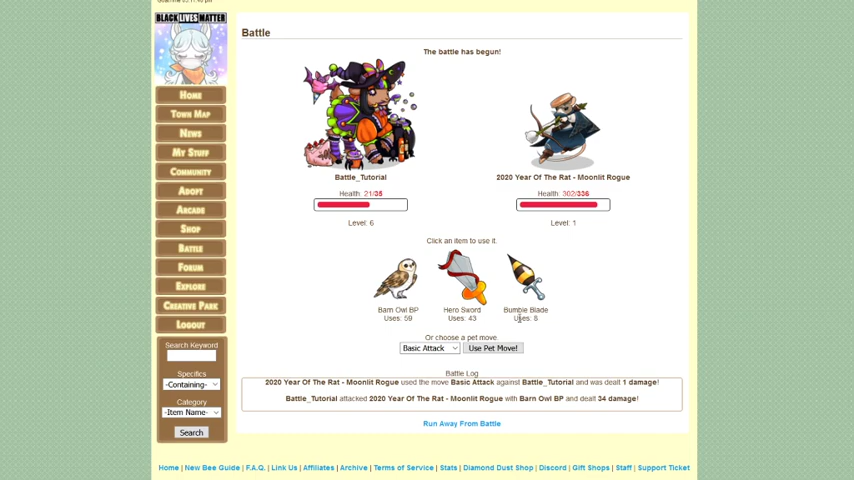 BLACK LIVES MATTER
Home
Town Map
News
My Stuff
Community
Adopt
Arcade
Shop
Battle
Forum
Explore
Creative Park
Logout
Search Keyword
Specifics
-Containing-
Category
-Item Name-
Search
Battle
The battle has begun!
Battle_Tutorial
2020 Year Of The Rat - Moonlit Rogue
Health: 21/35
Health: 302/336
Level: 6
Level: 1
Click an item to use it.
Barn Owl BP
Hero Sword
Bumble Blade
Uses: 59
Uses: 43
Uses: 8
Or choose a pet move
Basic Attack
Use Pet Move!
Battle Log
2020 Year Of The Rat - Moonlit Rogue used the move Basic Attack against Battle_Tutorial and was dealt 1 damage!
Battle_Tutorial attacked 2020 Year Of The Rat - Moonlit Rogue with Barn Owl BP and dealt 34 damage!
Run Away From Battle
Home | New Bee Guide | F.A.Q. | Link Us | Affiliates | Archive | Terms of Service | Stats | Diamond Dust Shop | Discord | Gift Shops | Staff | Support Ticket